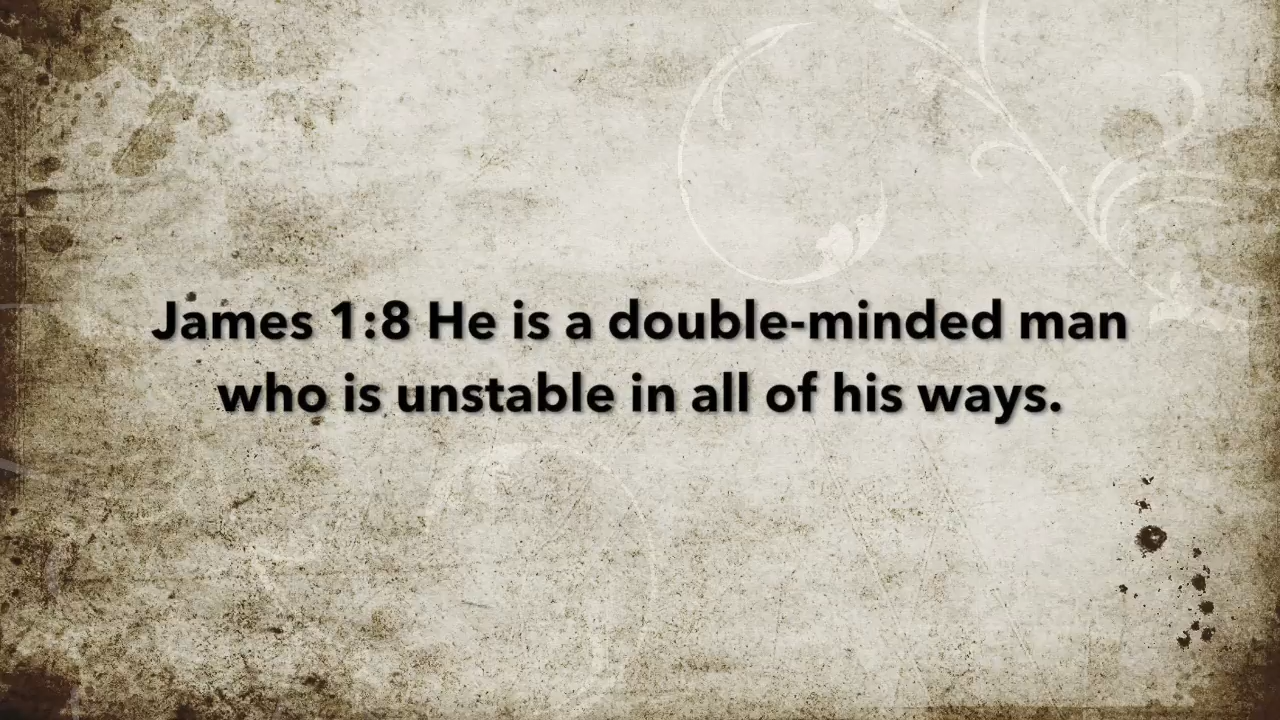 James 1:8 He is a double-minded man
who is unstable in all of his ways.